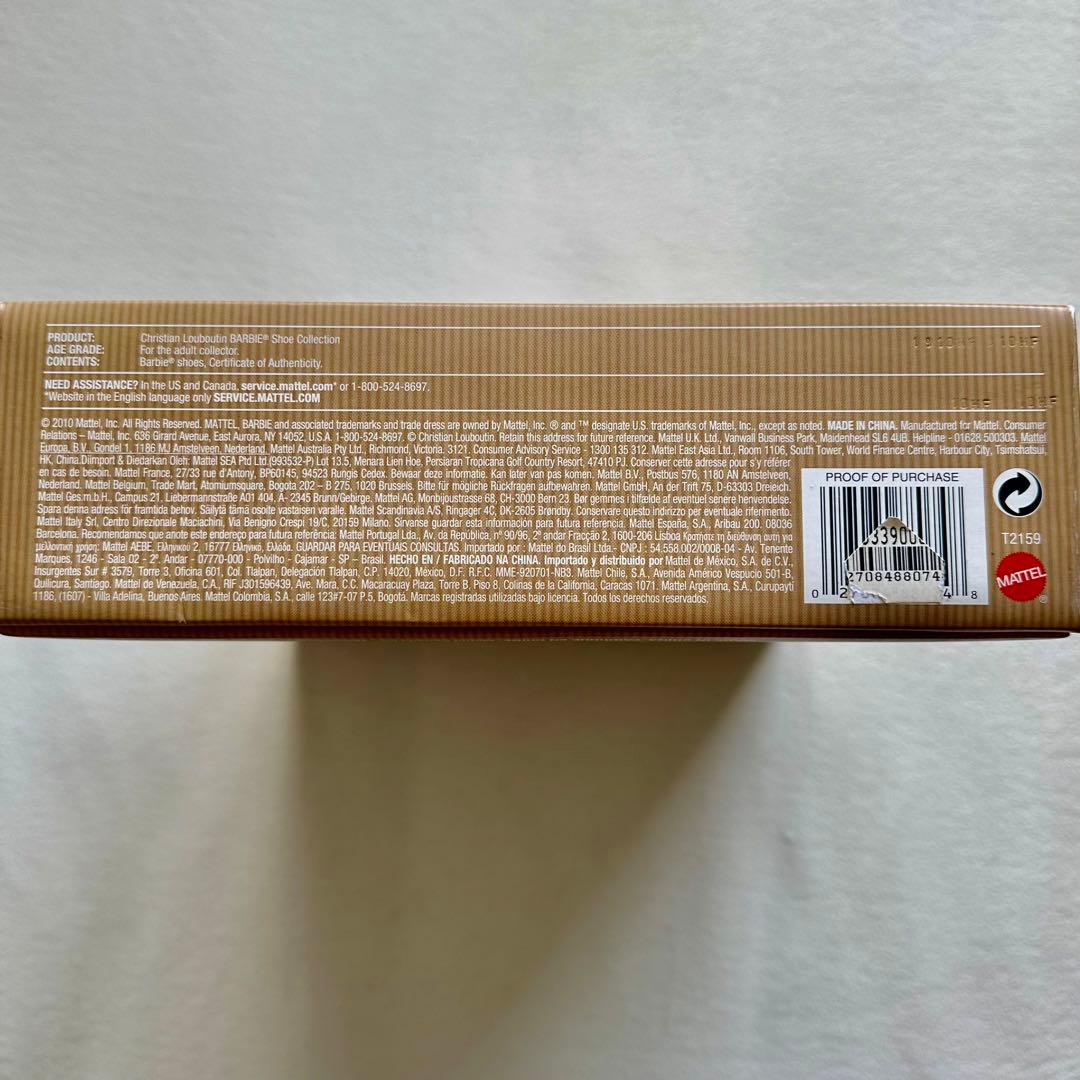 PRODUCT: Christian Louboutin BARBIE® Shoe Collection
AGE GRADE: For the adult collector.
CONTENTS: Barbie® shoes, Certificate of Authenticity.
NEED ASSISTANCE? In the US and Canada, service.mattel.com* or 1-800-524-8697.
*Website in the English language only SERVICE.MATTEL.COM
© 2010 Mattel, Inc. All Rights Reserved. MATTEL, BARBIE and associated trademarks and trade dress are owned by Mattel, Inc. ® and ™ designate U.S. trademarks of Mattel, Inc., except as noted. MADE IN CHINA. Manufactured for Mattel. Consumer
Relations – Mattel, Inc. 636 Girard Avenue, East Aurora, NY 14052, U.S.A. 1-800-524-8697. © Christian Louboutin. Retain this address for future reference. Mattel U.K. Ltd., Vanwall Business Park, Maidenhead SL6 4UB. Helpline - 01628 500303. Mattel
Europa, B.V., Gondel 1, 1186 MJ Amstelveen, Nederland. Mattel Australia Pty Ltd., Richmond, Victoria. 3121. Consumer Advisory Service - 1300 135 312. Mattel East Asia Ltd., Room 1106, South Tower, World Finance Centre, Harbour City, Tsimshatsui,
HK, China.Diimport & Diedarkan Oleh: Mattel SEA Ptd Ltd.(993532-P) Lot 13.5, Menara Lien Hoe, Persiaran Tropicana Golf Country Resort, 47410 PJ. Conservez cette adresse pour s'y référer
en cas de besoin. Mattel France, 27/33 rue d'Antony, BP60145, 94523 Rungis Cedex. Bewaar deze informatie. Kan later van pas komen. Mattel B.V., Postbus 576, 1180 AN Amstelveen,
Nederland. Mattel Belgium, Trade Mart, Atomiumsquare, Bogota 202 – B 275, 1020 Brussels. Bitte für mögliche Rückfragen aufbewahren. Mattel GmbH, An der Trift 75, D-63303 Dreieich.
Mattel Ges.m.b.H., Campus 21, Liebermannstraße A01 404, A- 2345 Brunn/Gebirge. Mattel AG, Monbijoustrasse 68, CH-3000 Bern 23. Bør gemmes i tilfælde af eventuel senere henvendelse.
Spara denna adress för framtida behov. Säilytä tämä osoite vastaisen varalle. Mattel Scandinavia A/S, Ringager 4C, DK-2605 Brøndby. Conservare questo indirizzo per eventuale riferimento.
Mattel Italy Srl, Centro Direzionale Maciachini, Via Benigno Crespi 19/C, 20159 Milano. Sírvanse guardar esta información para futura referencia. Mattel España, S.A., Aribau 200. 08036
Barcelona. Recomendamos que anote este endereço para futura referência: Mattel Portugal Lda., Av. da República, nº 90/96, 2º andar Fracção 2, 1600-206 Lisboa Κρατήστε τη διεύθυνση αυτή για
μελλοντική χρήση: Mattel AEBE, Ελληνικού 2, 16777 Ελληνικό, Ελλάδα. GUARDAR PARA EVENTUAIS CONSULTAS. Importado por : Mattel do Brasil Ltda.- CNPJ : 54.558.002/0008-04 - Av. Tenente
Marques, 1246 - Sala 02 - 2º. Andar - 07770-000 - Polvilho - Cajamar - SP – Brasil. HECHO EN / FABRICADO NA CHINA. Importado y distribuido por Mattel de México, S.A. de C.V.,
Insurgentes Sur # 3579, Torre 3, Oficina 601, Col. Tlalpan, Delegación Tlalpan, C.P. 14020, México, D.F. R.F.C. MME-920701-NB3. Mattel Chile, S.A., Avenida Américo Vespucio 501-B,
Quilicura, Santiago. Mattel de Venezuela, C.A., RIF J301596439, Ave. Mara, C.C. Macaracuay Plaza, Torre B, Piso 8, Colinas de la California, Caracas 1071. Mattel Argentina, S.A., Curupaytí
1186, (1607) - Villa Adelina, Buenos Aires. Mattel Colombia, S.A., calle 123#7-07 P.5, Bogotá. Marcas registradas utilizadas bajo licencia. Todos los derechos reservados.
PROOF OF PURCHASE
2708488074
T2159
MATTEL®